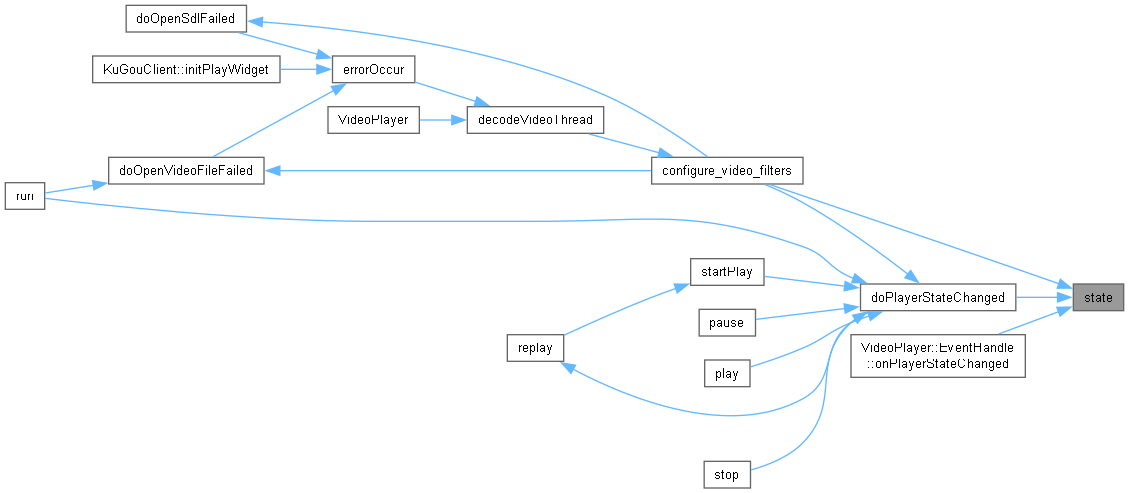 doOpenSdlFailed
KuGouClient::initPlayWidget
errorOccur
VideoPlayer
decodeVideoThread
doOpenVideoFileFailed
configure_video_filters
run
startPlay
doPlayerStateChanged
state
pause
replay
VideoPlayer::EventHandle
::onPlayerStateChanged
play
stop